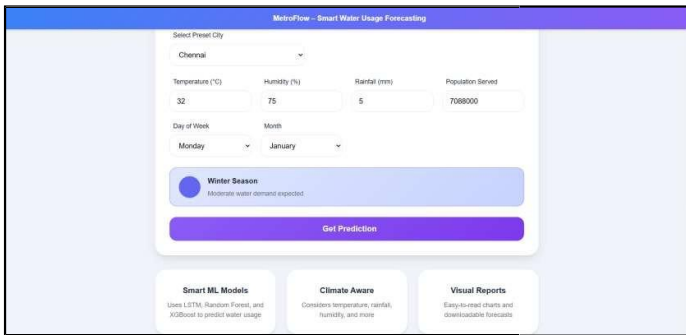 MetroFlow – Smart Water Usage Forecasting
Select Preset City
Chennai
Temperature (°C) Humidity (%) Rainfall (mm) Population Served
32 75 5 7088000
Day of Week Month
Monday January
Winter Season
Moderate water demand expected
Get Prediction
Smart ML Models Climate Aware Visual Reports
Uses LSTM, Random Forest, and Considers temperature, rainfall, Easy-to-read charts and
XGBoost to predict water usage humidity, and more downloadable forecasts